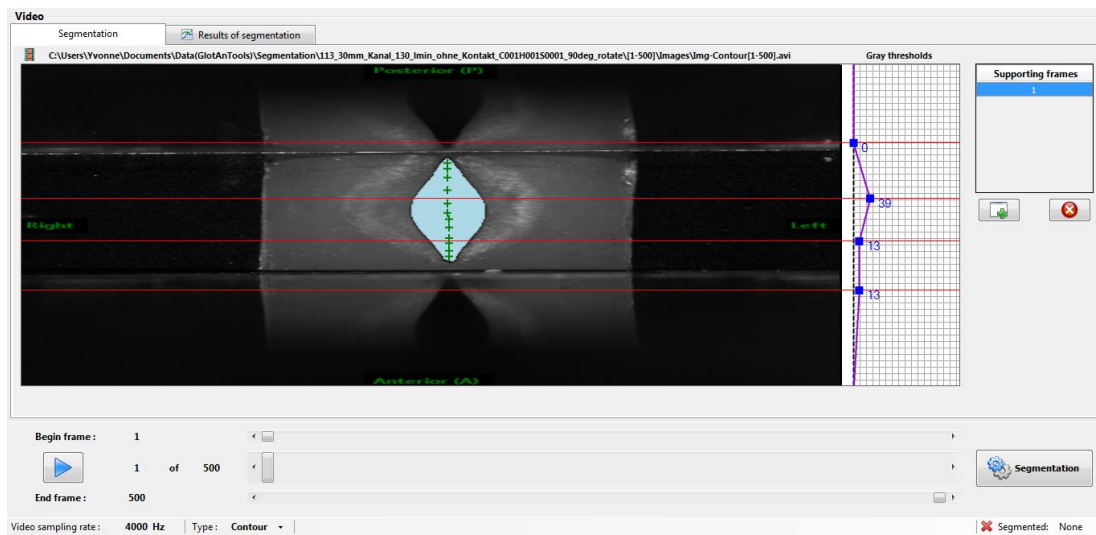 Video
Segmentation
Results of segmentation
C:\Users\Yvonne\Documents\Data(GlotAnTools)\Segmentation\113_30mm_Kanal_130_lmin_ohne_Kontakt_C001H001S0001_90deg_rotate\[1-500]\Images\Img-Contour[1-500].avi
Gray thresholds
Supporting frames
1
Posterior (P)
0
39
Right
Left
13
13
Anterior (A)
Begin frame : 1
1 of 500
Segmentation
End frame : 500
Video sampling rate : 4000 Hz Type : Contour Segmented: None